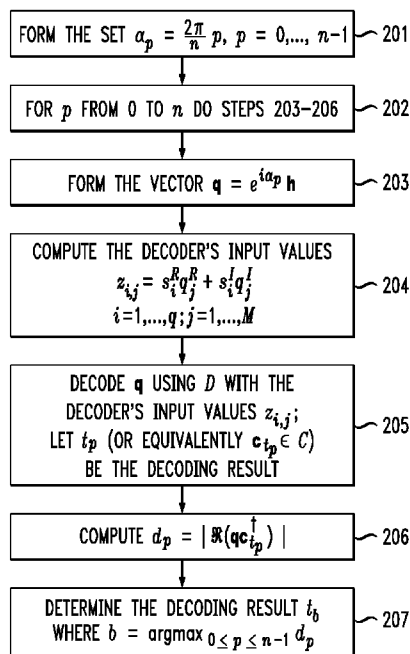 FORM THE SET α_p = 2π/n p, p = 0,..., n-1
201
FOR p FROM 0 TO n DO STEPS 203-206
202
FORM THE VECTOR q = e^{iα_p} h
203
COMPUTE THE DECODER'S INPUT VALUES
z_{i,j} = s_i^R q_j^R + s_i^I q_j^I
i=1,...,q; j=1,...,M
204
DECODE q USING D WITH THE
DECODER'S INPUT VALUES z_{i,j};
LET t_p (OR EQUIVALENTLY c_{t_p} ∈ C)
BE THE DECODING RESULT
205
COMPUTE d_p = | ℜ(qc_{t_p}^†) |
206
DETERMINE THE DECODING RESULT t_b
WHERE b = argmax_{0 ≤ p ≤ n-1} d_p
207